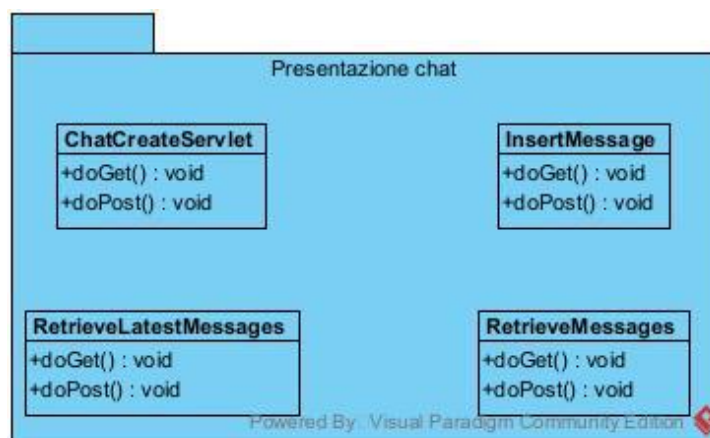 Presentazione chat
ChatCreateServlet
+doGet() : void
+doPost() : void
InsertMessage
+doGet() : void
+doPost() : void
RetrieveLatestMessages
+doGet() : void
+doPost() : void
RetrieveMessages
+doGet() : void
+doPost() : void
Powered By Visual Paradigm Community Edition